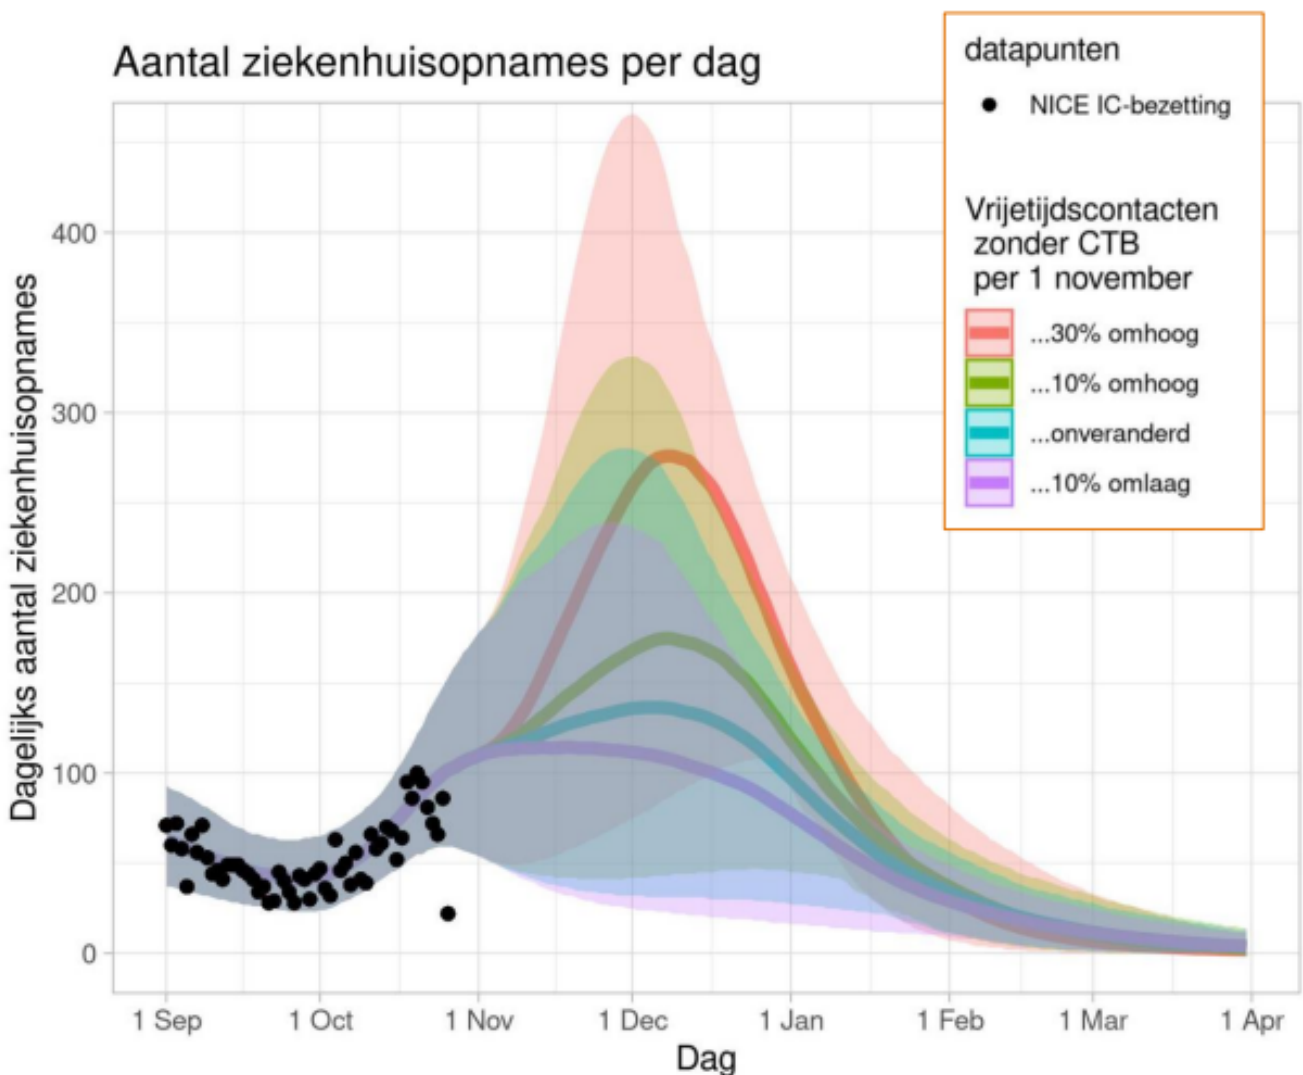 Aantal ziekenhuisopnames per dag
datapunten
NICE IC-bezetting
Vrijetijdscontacten
zonder CTB
per 1 november
...30% omhoog
...10% omhoog
...onveranderd
...10% omlaag
Dagelijks aantal ziekenhuisopnames
400
300
200
100
0
1 Sep
1 Oct
1 Nov
1 Dec
1 Jan
1 Feb
1 Mar
1 Apr
Dag